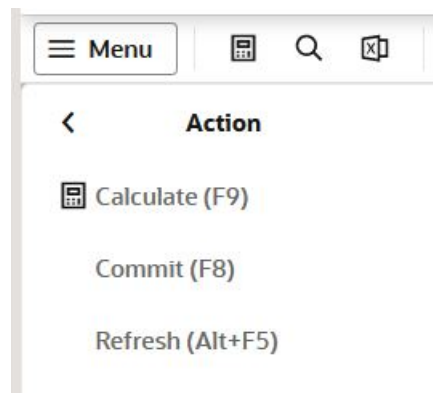 Menu
Action
Calculate (F9)
Commit (F8)
Refresh (Alt+F5)